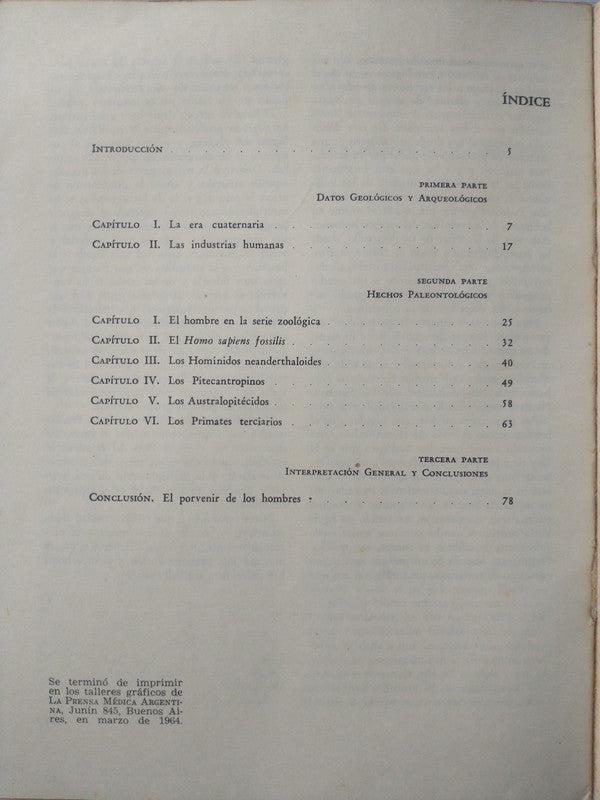 ÍNDICE
INTRODUCCIÓN . . . . . . . . . . . . . . . . . . 5
PRIMERA PARTE
DATOS GEOLÓGICOS Y ARQUEOLÓGICOS
CAPÍTULO I. La era cuaternaria . . . . . . . . . . . . 7
CAPÍTULO II. Las industrias humanas . . . . . . . . . . . 17
SEGUNDA PARTE
HECHOS PALEONTOLÓGICOS
CAPÍTULO I. El hombre en la serie zoológica . . . . . . . . . 25
CAPÍTULO II. El Homo sapiens fossilis . . . . . . . . . . . 32
CAPÍTULO III. Los Hominidos neanderthaloides . . . . . . . . . 40
CAPÍTULO IV. Los Pitecantropinos . . . . . . . . . . . . 49
CAPÍTULO V. Los Australopitécidos . . . . . . . . . . . 58
CAPÍTULO VI. Los Primates terciarios . . . . . . . . . . . 63
TERCERA PARTE
INTERPRETACIÓN GENERAL Y CONCLUSIONES
CONCLUSIÓN. El porvenir de los hombres . . . . . . . . . . 78
Se terminó de imprimir
en los talleres gráficos de
LA PRENSA MÉDICA ARGENTI-
NA, Junín 845, Buenos Ai-
res, en marzo de 1964.